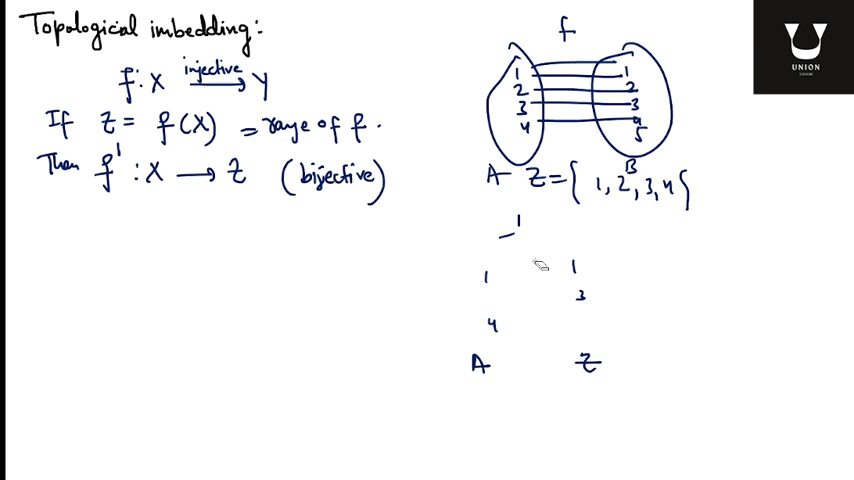 Topological imbedding:
f: X injective → Y
If Z = f(X) = range of f.
Then f' : X → Z (bijective)
f
1 1
2 2
3 3
4 4
5
A B
Z = { 1, 2, 3, 4 }
1 1
3
4
A Z
U
UNION